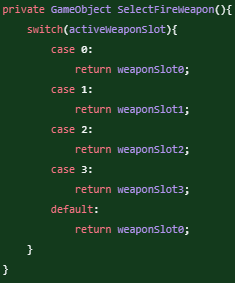 private GameObject SelectFireWeapon(){
    switch(activeWeaponSlot){
        case 0:
            return weaponSlot0;
        case 1:
            return weaponSlot1;
        case 2:
            return weaponSlot2;
        case 3:
            return weaponSlot3;
        default:
            return weaponSlot0;
    }
}